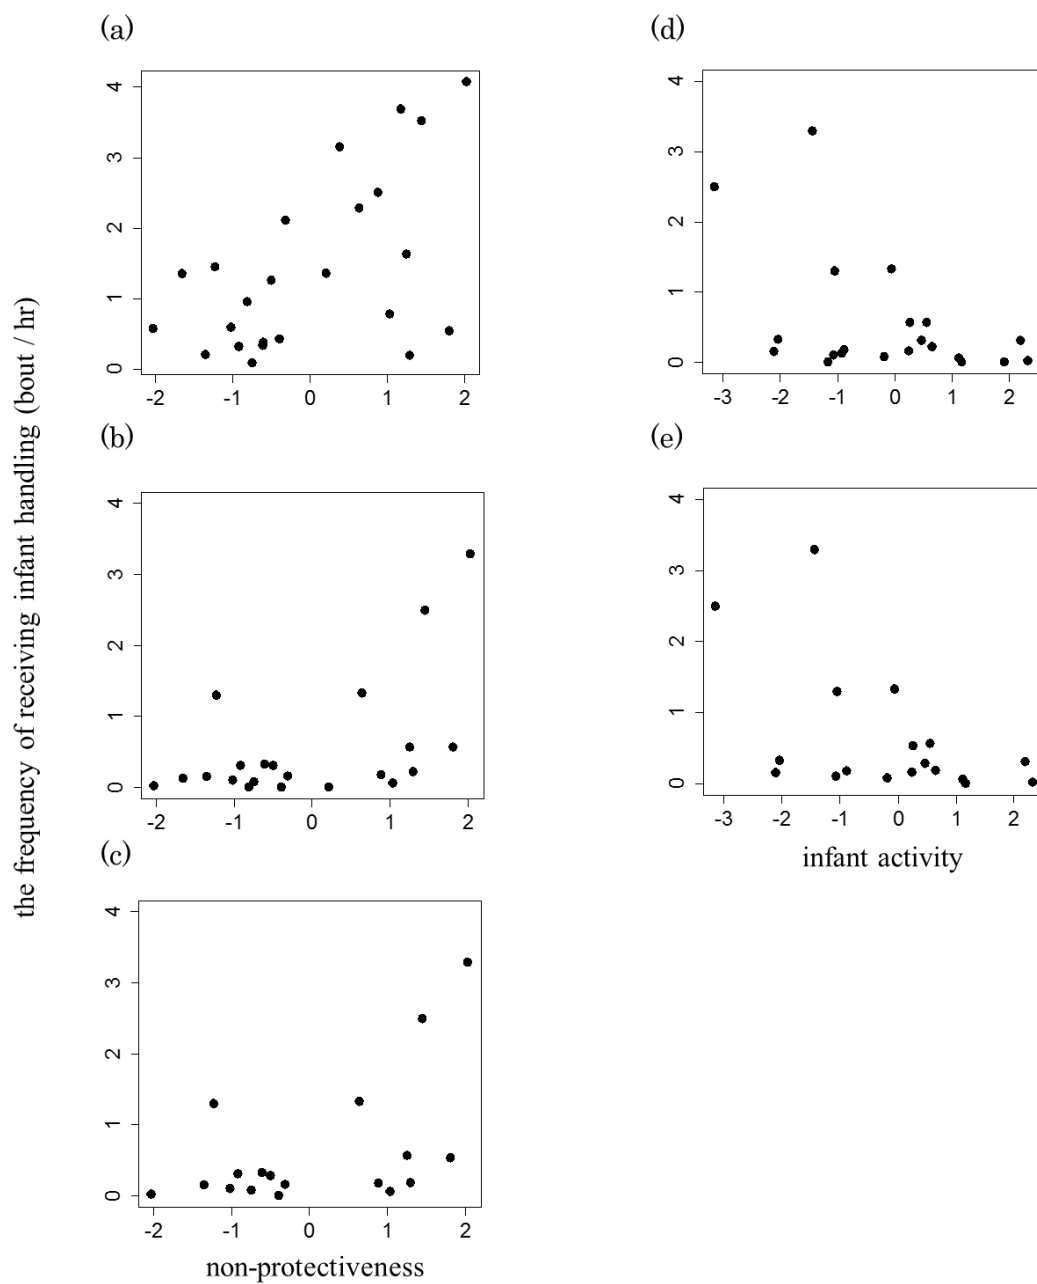 (a)
4
3
2
1
0
-2 -1 0 1 2
(d)
4
3
2
1
0
-3 -2 -1 0 1 2
the frequency of receiving infant handling (bout / hr)
(b)
4
3
2
1
0
-2 -1 0 1 2
(e)
4
3
2
1
0
-3 -2 -1 0 1 2
infant activity
(c)
4
3
2
1
0
-2 -1 0 1 2
non-protectiveness